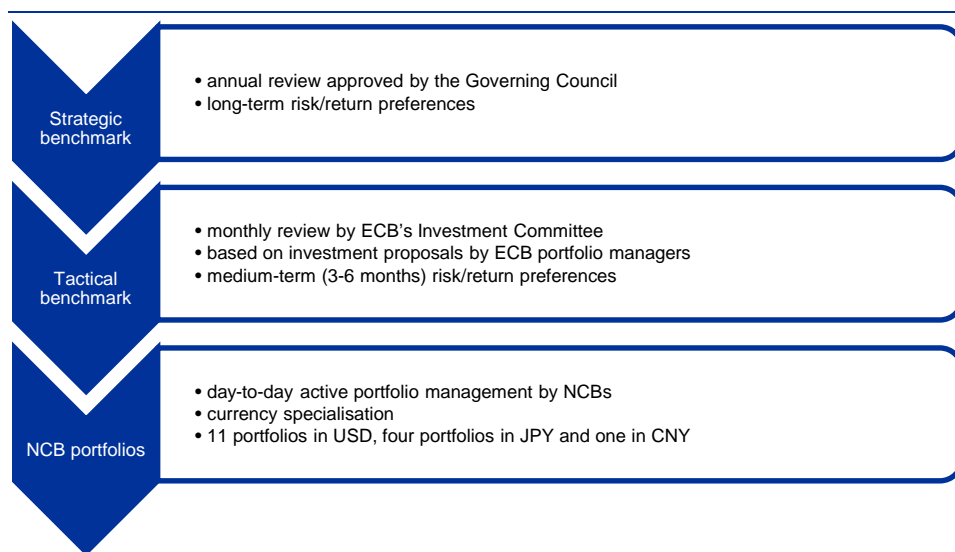 Strategic
benchmark
• annual review approved by the Governing Council
• long-term risk/return preferences
Tactical
benchmark
• monthly review by ECB's Investment Committee
• based on investment proposals by ECB portfolio managers
• medium-term (3-6 months) risk/return preferences
NCB portfolios
• day-to-day active portfolio management by NCBs
• currency specialisation
• 11 portfolios in USD, four portfolios in JPY and one in CNY